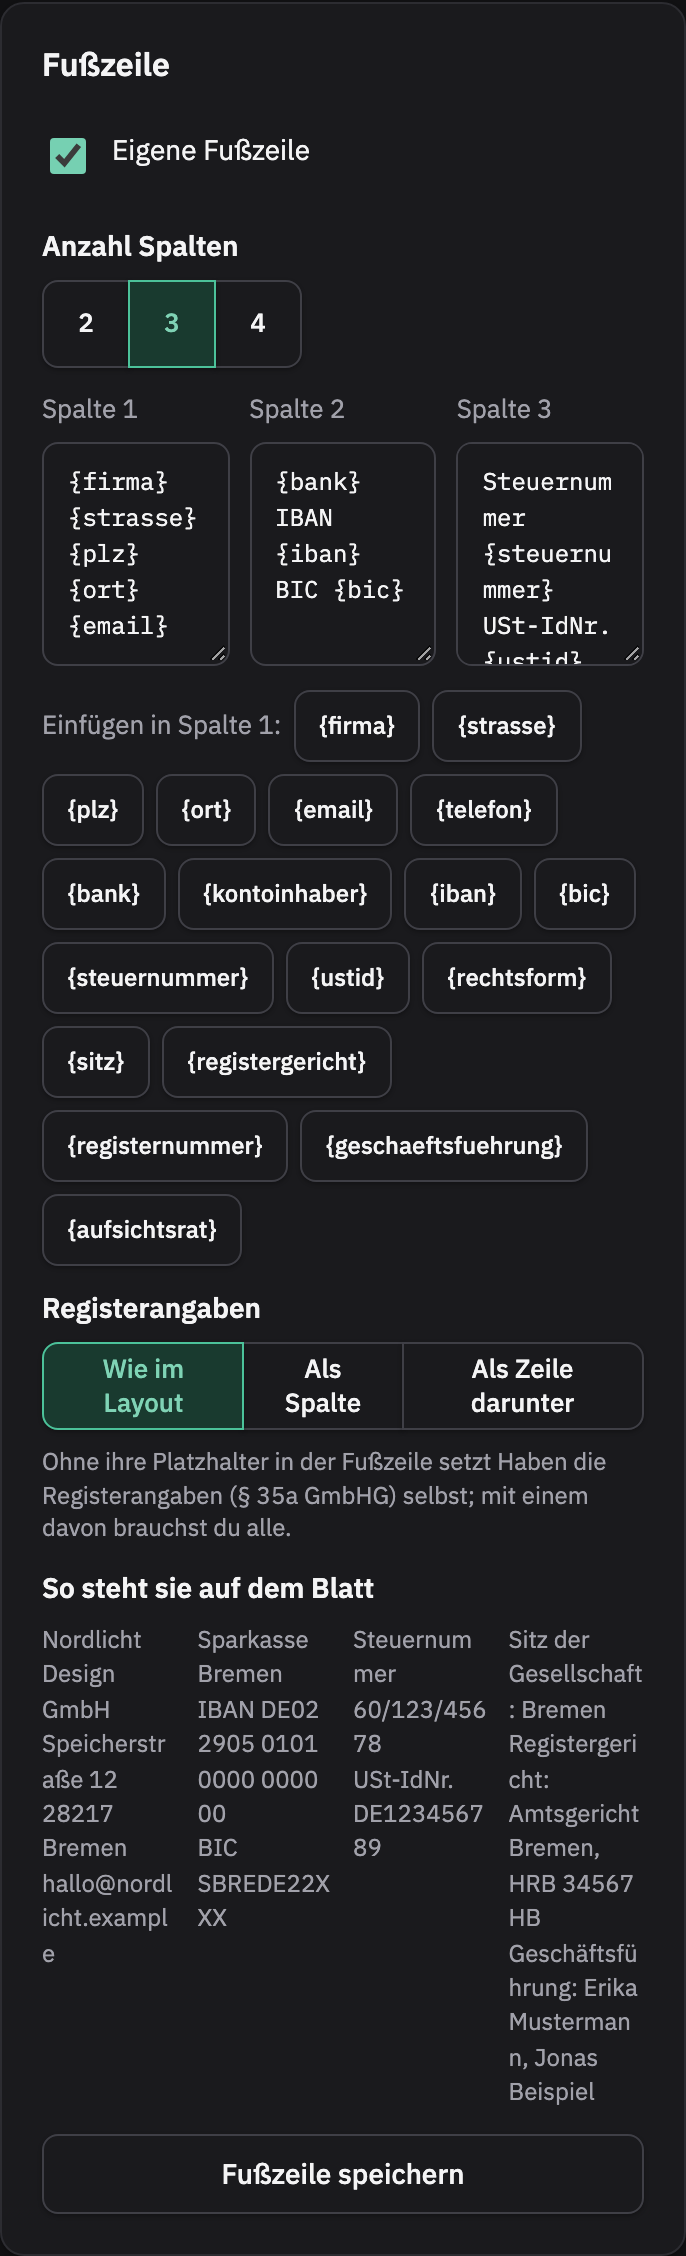 Fußzeile
Eigene Fußzeile
Anzahl Spalten
2 3 4
Spalte 1 Spalte 2 Spalte 3
{firma}
{strasse}
{plz}
{ort}
{email}
{bank}
IBAN
{iban}
BIC {bic}
Steuernum
mer
{steuernu
mmer}
USt-IdNr.
{ustid}
Einfügen in Spalte 1: {firma} {strasse}
{plz} {ort} {email} {telefon}
{bank} {kontoinhaber} {iban} {bic}
{steuernummer} {ustid} {rechtsform}
{sitz} {registergericht}
{registernummer} {geschaeftsfuehrung}
{aufsichtsrat}
Registerangaben
Wie im
Layout
Als
Spalte
Als Zeile
darunter
Ohne ihre Platzhalter in der Fußzeile setzt Haben die
Registerangaben (§ 35a GmbHG) selbst; mit einem
davon brauchst du alle.
So steht sie auf dem Blatt
Nordlicht
Design
GmbH
Speicherstr
aße 12
28217
Bremen
hallo@nordl
icht.exampl
e
Sparkasse
Bremen
IBAN DE02
2905 0101
0000 0000
00
BIC
SBREDE22X
XX
Steuernum
mer
60/123/456
78
USt-IdNr.
DE1234567
89
Sitz der
Gesellschaft
: Bremen
Registergeri
cht:
Amtsgericht
Bremen,
HRB 34567
HB
Geschäftsfü
hrung: Erika
Musterman
n, Jonas
Beispiel
Fußzeile speichern